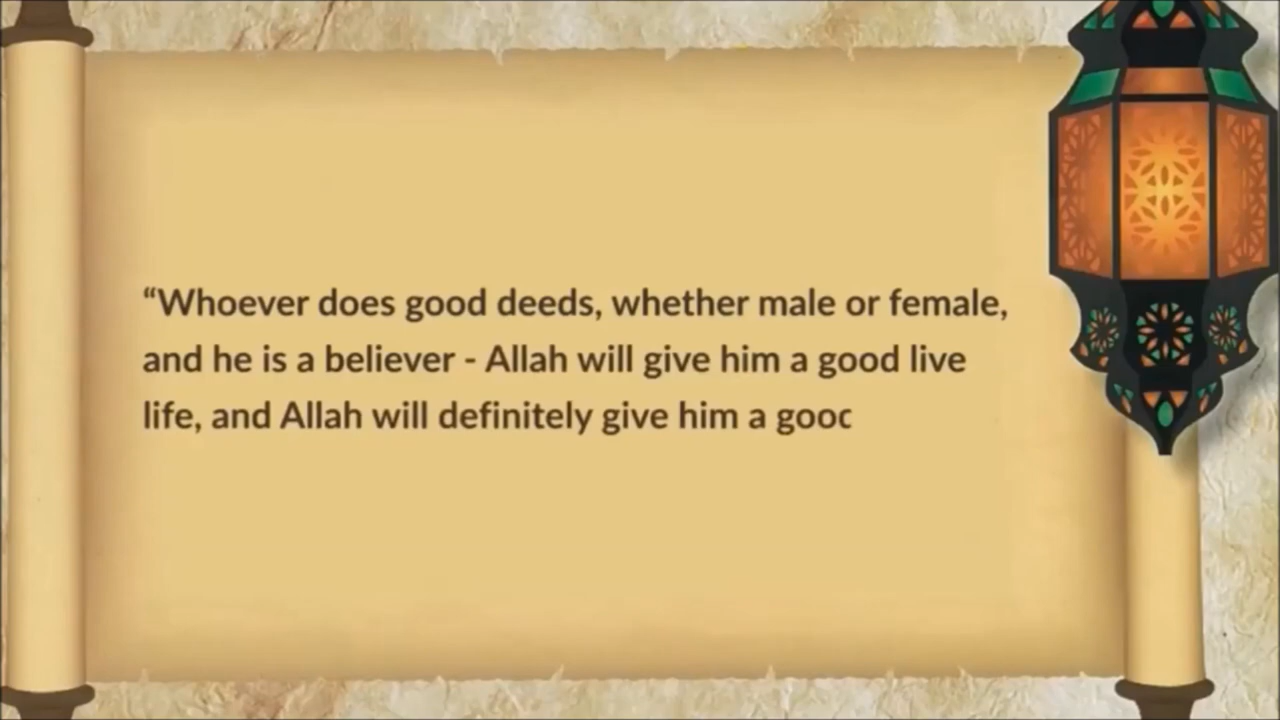 “Whoever does good deeds, whether male or female,
and he is a believer - Allah will give him a good live
life, and Allah will definitely give him a gooc